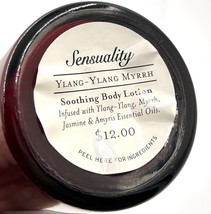 Sensuality
YLANG-YLANG MYRRH
Soothing Body Lotion
Infused with Ylang-Ylang, Myrrh,
Jasmine & Amyris Essential Oils.
$12.00
PEEL HERE FOR INGREDIENTS